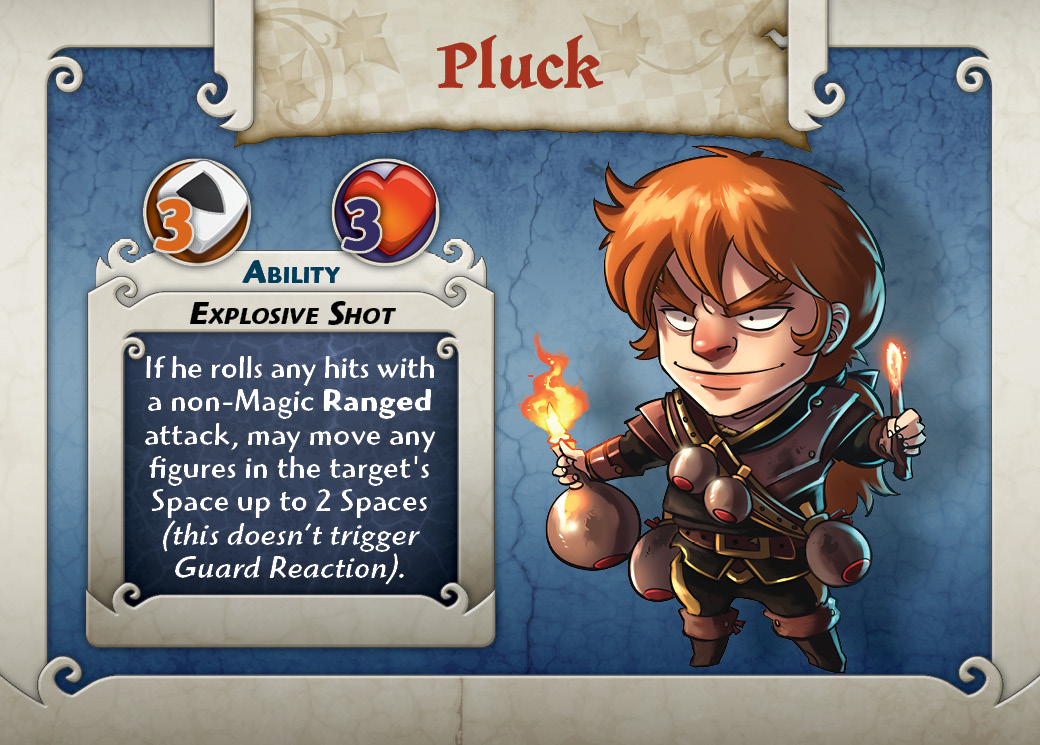 Pluck
3 3
Ability
Explosive Shot
If he rolls any hits with
a non-Magic Ranged
attack, may move any
figures in the target's
Space up to 2 Spaces
(this doesn't trigger
Guard Reaction).